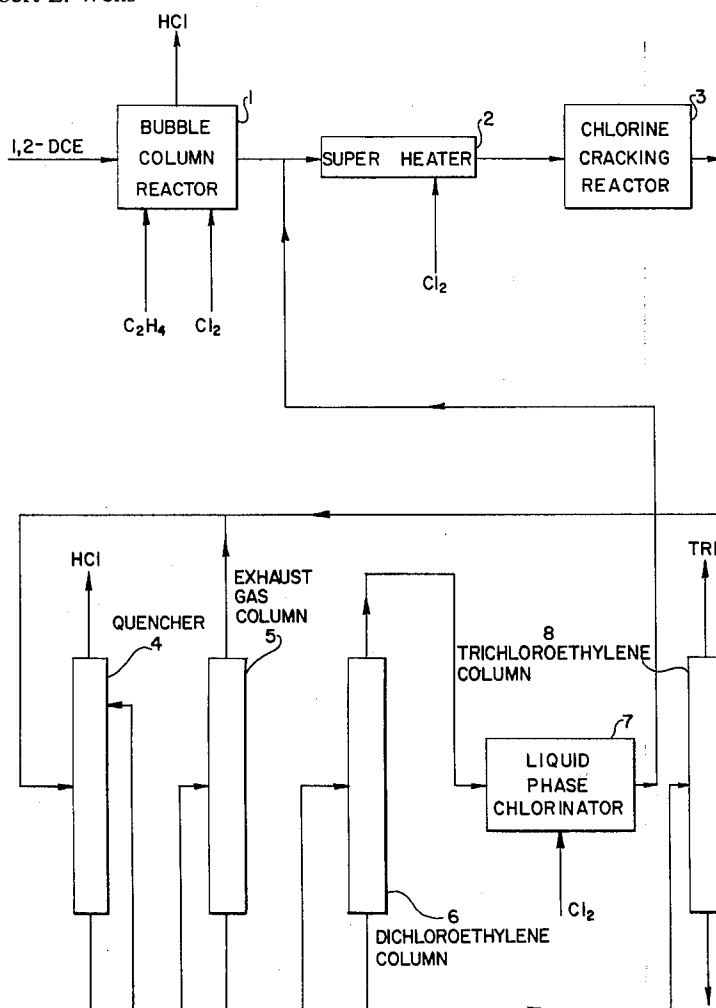 HCl
1
1,2-DCE
BUBBLE
COLUMN
REACTOR
2
SUPER HEATER
3
CHLORINE
CRACKING
REACTOR
Cl₂
C₂H₄
Cl₂
HCl
EXHAUST
GAS
COLUMN
5
QUENCHER
4
TRI
8
TRICHLOROETHYLENE
COLUMN
7
LIQUID
PHASE
CHLORINATOR
Cl₂
6
DICHLOROETHYLENE
COLUMN